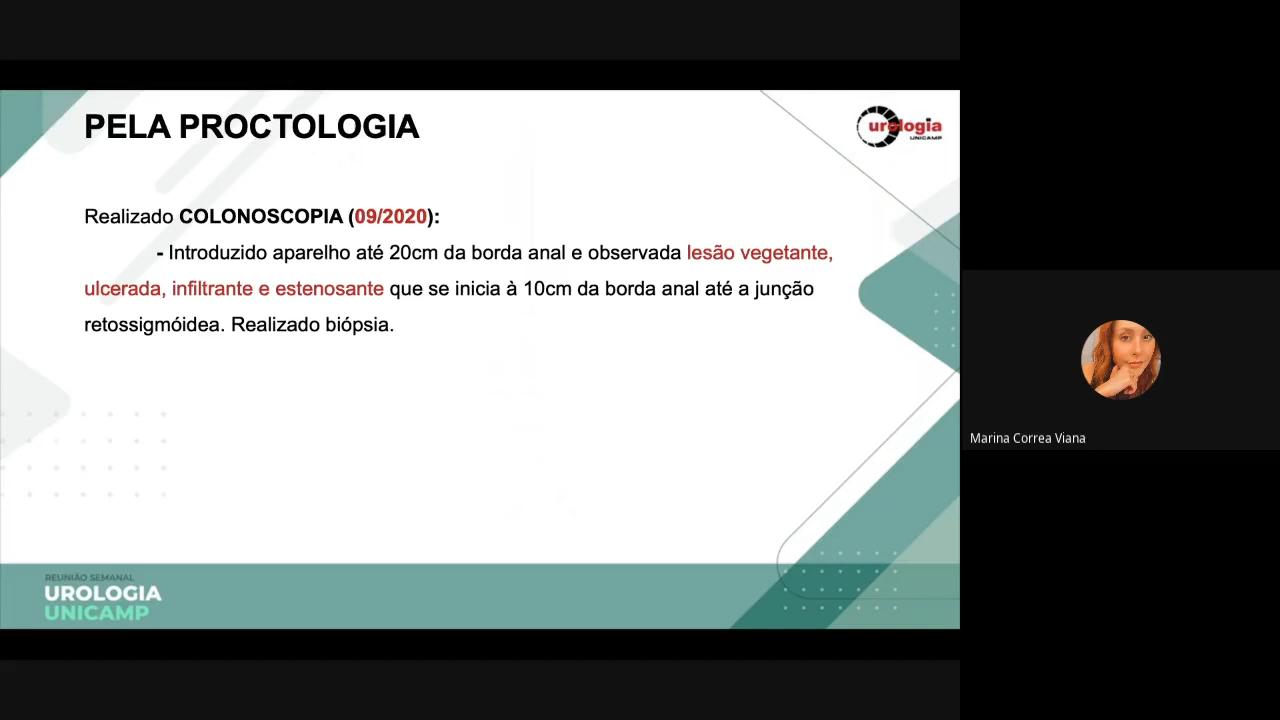 PELA PROCTOLOGIA
urologia
UNICAMP
Realizado COLONOSCOPIA (09/2020):
- Introduzido aparelho até 20cm da borda anal e observada lesão vegetante,
ulcerada, infiltrante e estenosante que se inicia à 10cm da borda anal até a junção
retossigmóidea. Realizado biópsia.
Marina Correa Viana
REUNIÃO SEMANAL
UROLOGIA
UNICAMP